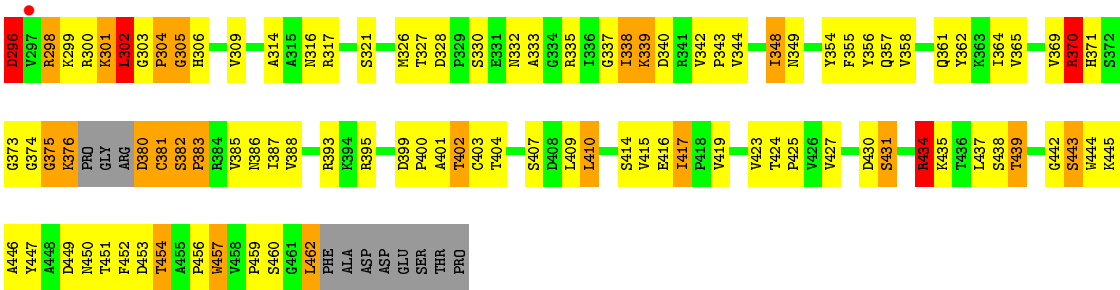 D296 V297 R298 K299 R300 K301 L302 G303 P304 G305 H306 V309 A314 A315 N316 R317 S321 M326 T327 D328 P329 S330 E331 N332 A333 G334 R335 I336 G337 I338 K339 D340 R341 V342 P343 V344 I348 N349 Y354 F355 Y356 Q357 V358 Q361 Y362 K363 I364 V365 V369 R370 H371 S372
G373 G374 G375 K376 PRO GLY ARG D380 C381 S382 P383 R384 V385 N386 I387 V388 R393 K394 R395 D399 P400 A401 T402 C403 T404 S407 D408 L409 L410 S414 V415 E416 I417 P418 V419 V423 T424 P425 V426 V427 D430 S431 R434 K435 T436 L437 S438 T439 G442 S443 W444 K445
A446 Y447 A448 D449 N450 T451 F452 D453 T454 A455 P456 W457 V458 P459 S460 G461 L462 PHE ALA ASP ASP GLU SER THR PRO